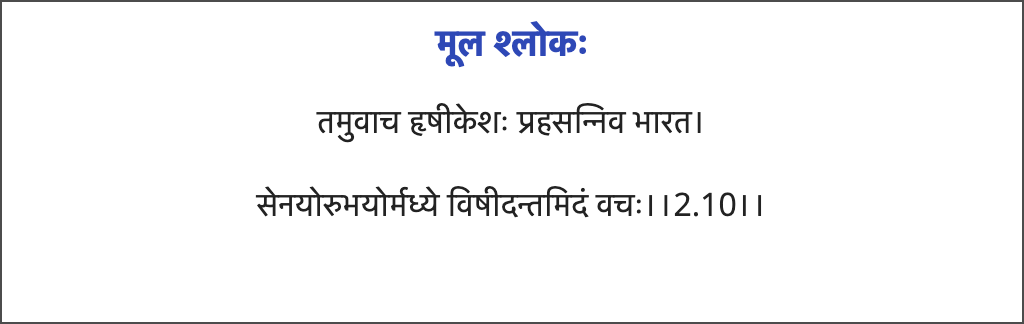 मूल श्लोकः
तमुवाच हृषीकेशः प्रहसन्निव भारत।
सेनयोरुभयोर्मध्ये विषीदन्तमिदं वचः।।2.10।।